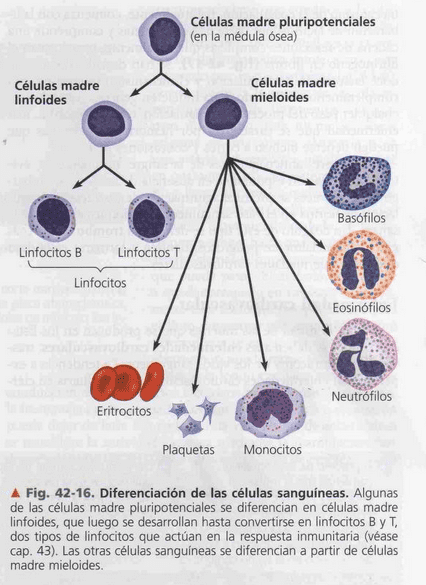 Células madre pluripotenciales
(en la médula ósea)
Células madre
linfoides
Células madre
mieloides
Basófilos
Linfocitos B
Linfocitos T
Linfocitos
Eosinófilos
Neutrófilos
Eritrocitos
Plaquetas
Monocitos
▲ Fig. 42-16. Diferenciación de las células sanguíneas. Algunas
de las células madre pluripotenciales se diferencian en células madre
linfoides, que luego se desarrollan hasta convertirse en linfocitos B y T,
dos tipos de linfocitos que actúan en la respuesta inmunitaria (véase
cap. 43). Las otras células sanguíneas se diferencian a partir de células
madre mieloides.